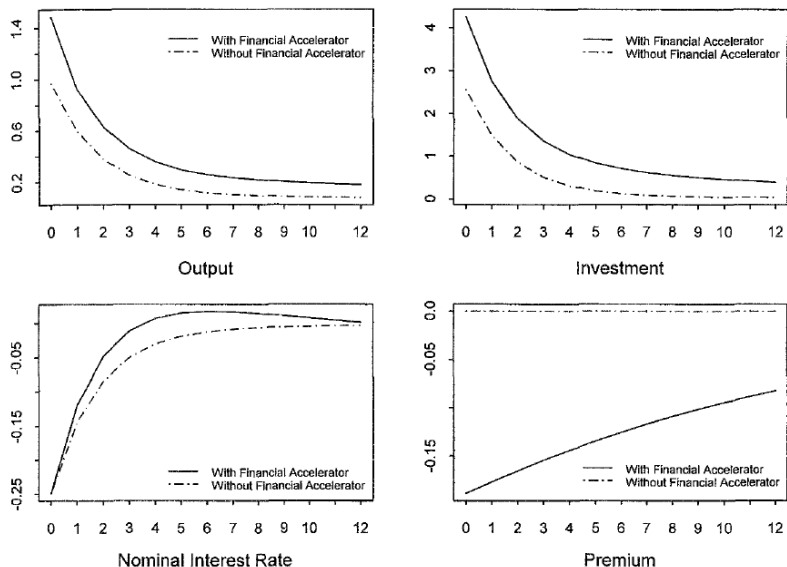 1.4
1.0
0.6
0.2
With Financial Accelerator
Without Financial Accelerator
0 1 2 3 4 5 6 7 8 9 10 12
Output
4
3
2
1
0
With Financial Accelerator
Without Financial Accelerator
0 1 2 3 4 5 6 7 8 9 10 12
Investment
-0.05
-0.15
-0.25
With Financial Accelerator
Without Financial Accelerator
0 1 2 3 4 5 6 7 8 9 10 12
Nominal Interest Rate
0.0
-0.05
-0.15
With Financial Accelerator
Without Financial Accelerator
0 1 2 3 4 5 6 7 8 9 10 12
Premium